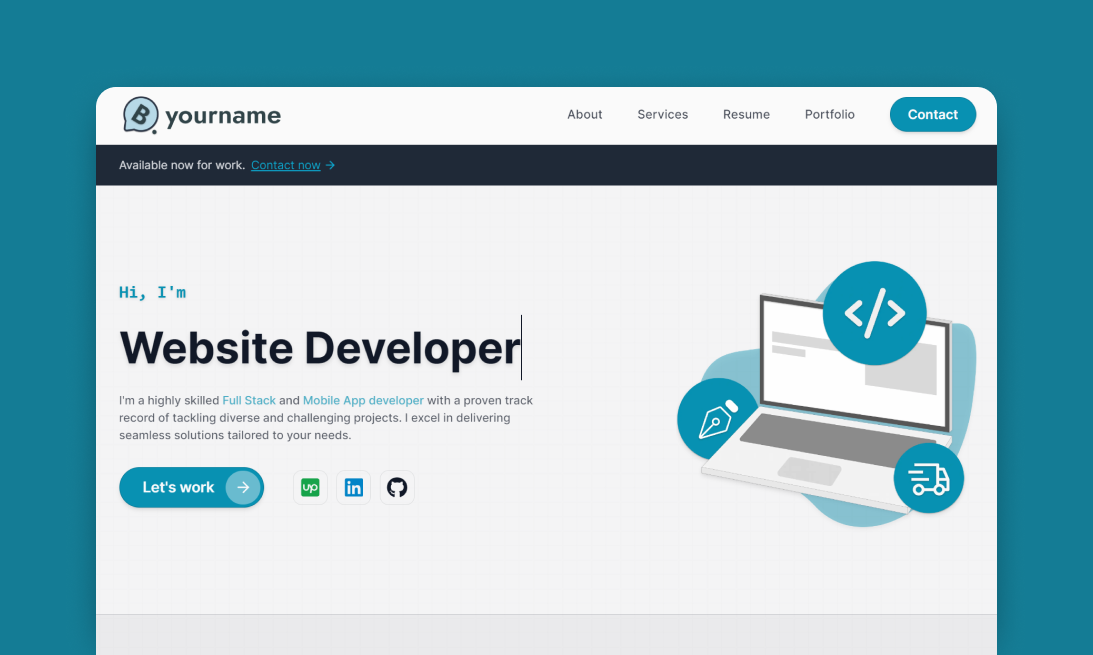 B yourname
About Services Resume Portfolio Contact
Available now for work. Contact now →
Hi, I'm
Website Developer
I'm a highly skilled Full Stack and Mobile App developer with a proven track
record of tackling diverse and challenging projects. I excel in delivering
seamless solutions tailored to your needs.
Let's work →
up in